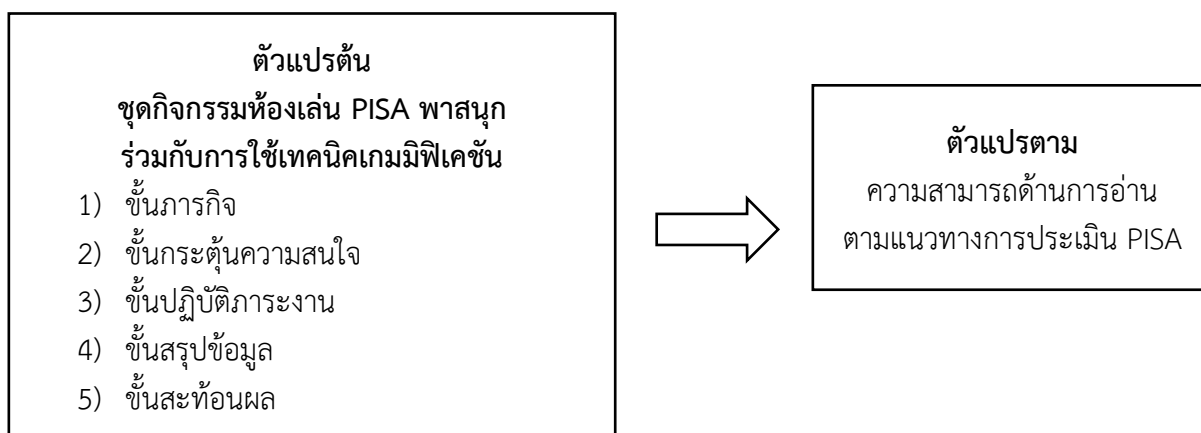 ตัวแปรต้น
ชุดกิจกรรมห้องเล่น PISA พาสนุก
ร่วมกับการใช้เทคนิคเกมมิฟิเคชัน
1) ขั้นภารกิจ
2) ขั้นกระตุ้นความสนใจ
3) ขั้นปฏิบัติภาระงาน
4) ขั้นสรุปข้อมูล
5) ขั้นสะท้อนผล
ตัวแปรตาม
ความสามารถด้านการอ่าน
ตามแนวทางการประเมิน PISA